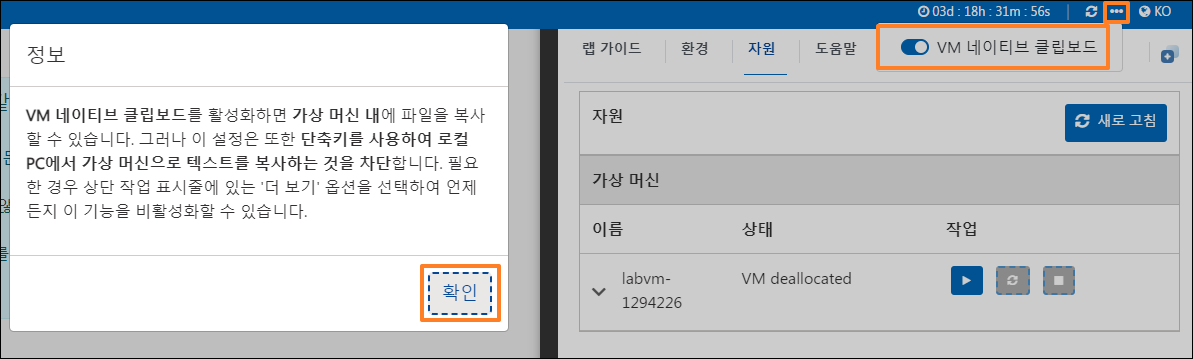 03d : 18h : 31m : 56s
KO
정보
VM 네이티브 클립보드를 활성화하면 가상 머신 내에 파일을 복사
할 수 있습니다. 그러나 이 설정은 또한 단축키를 사용하여 로컬
PC에서 가상 머신으로 텍스트를 복사하는 것을 차단합니다. 필요
한 경우 상단 작업 표시줄에 있는 '더 보기' 옵션을 선택하여 언제
든지 이 기능을 비활성화할 수 있습니다.
확인
랩 가이드 환경 자원 도움말
VM 네이티브 클립보드
자원
새로 고침
가상 머신
이름 상태 작업
labvm-
1294226
VM deallocated